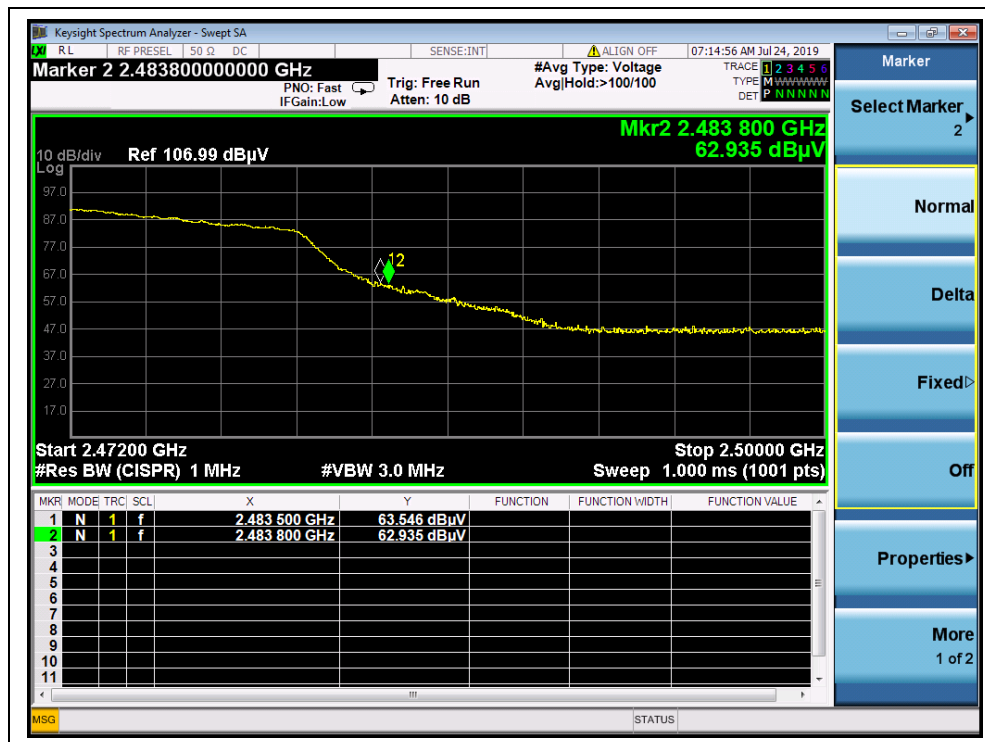 Keysight Spectrum Analyzer - Swept SA
LXI RL RF PRESEL 50 Ω DC SENSE:INT ALIGN OFF 07:14:56 AM Jul 24, 2019
Marker 2 2.483800000000 GHz
PNO: Fast
IFGain:Low
Trig: Free Run
Atten: 10 dB
#Avg Type: Voltage
Avg|Hold:>100/100
TRACE 1 2 3 4 5 6
TYPE M WWWWW
DET P N N N N N
Mkr2 2.483 800 GHz
62.935 dBµV
10 dB/div Ref 106.99 dBµV
Log
97.0
87.0
77.0
67.0
57.0
47.0
37.0
27.0
17.0
12
Start 2.47200 GHz Stop 2.50000 GHz
#Res BW (CISPR) 1 MHz #VBW 3.0 MHz Sweep 1.000 ms (1001 pts)
MKR MODE TRC SCL X Y FUNCTION FUNCTION WIDTH FUNCTION VALUE
1 N 1 f 2.483 500 GHz 63.546 dBµV
2 N 1 f 2.483 800 GHz 62.935 dBµV
3
4
5
6
7
8
9
10
11
MSG STATUS
Marker
Select Marker
2
Normal
Delta
Fixed
Off
Properties
More
1 of 2